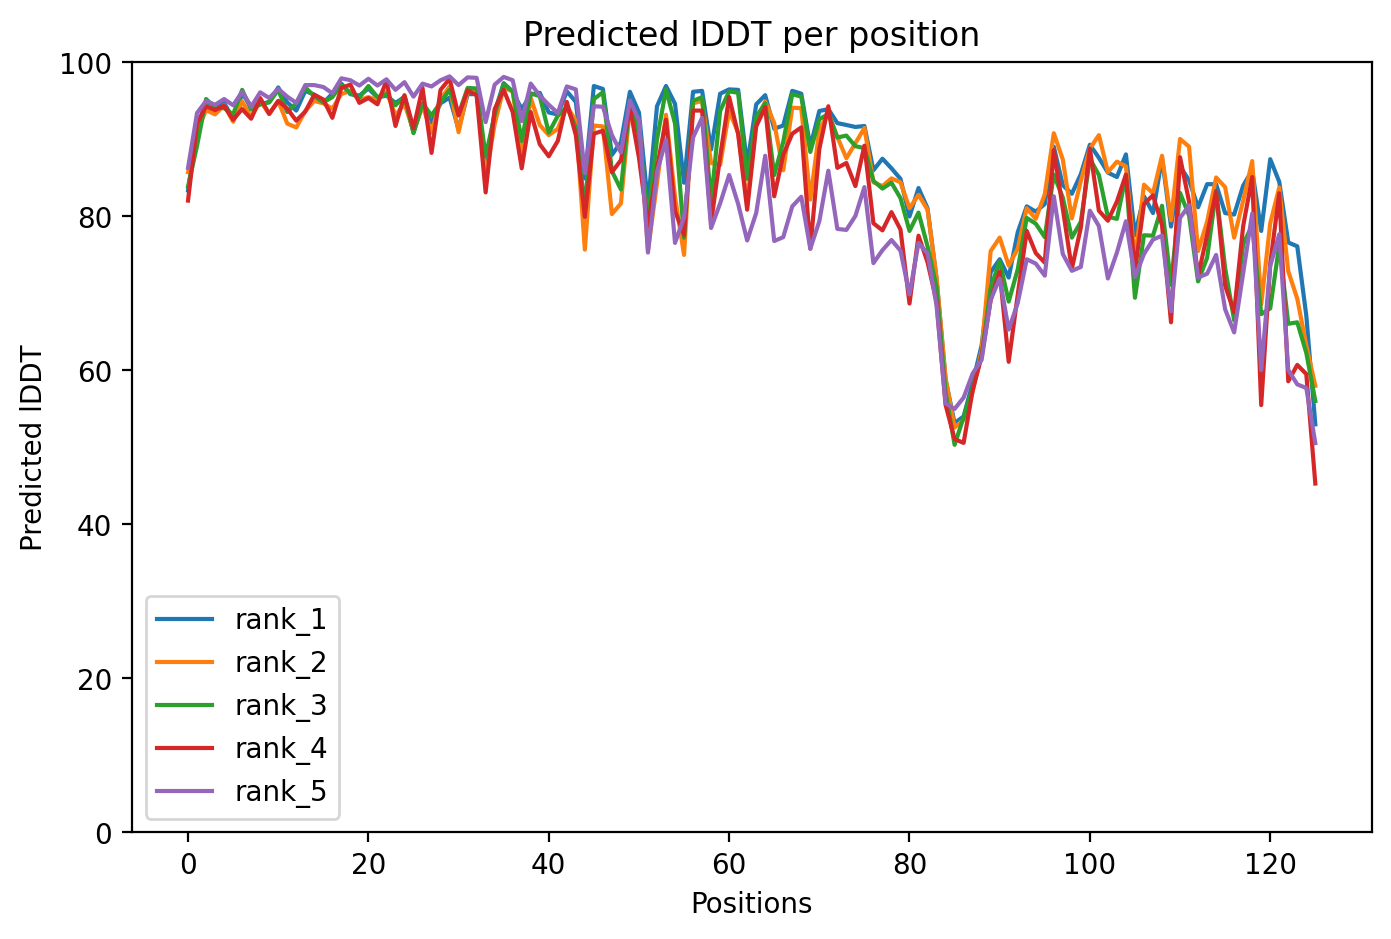 Predicted lDDT per position
Predicted lDDT
100
80
60
40
20
0
rank_1
rank_2
rank_3
rank_4
rank_5
0 20 40 60 80 100 120
Positions